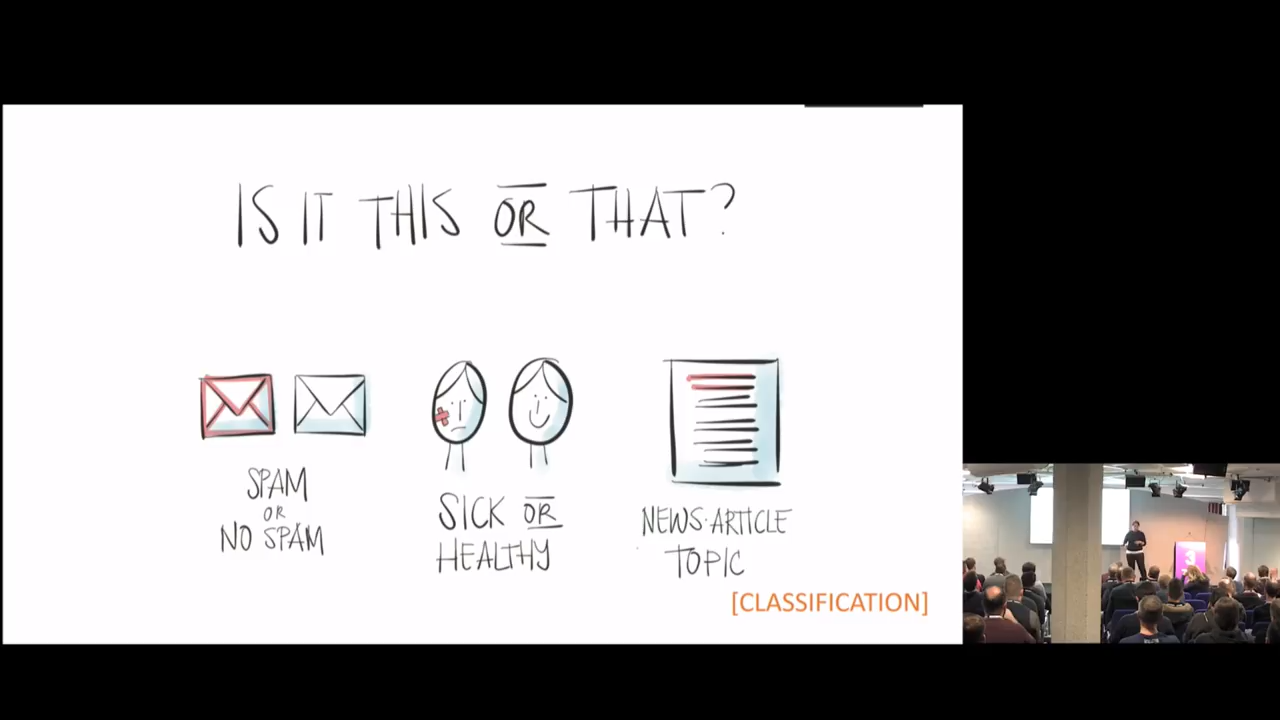 IS IT THIS OR THAT?
SPAM
OR
NO SPAM
SICK OR
HEALTHY
NEWS·ARTICLE
TOPIC
[CLASSIFICATION]